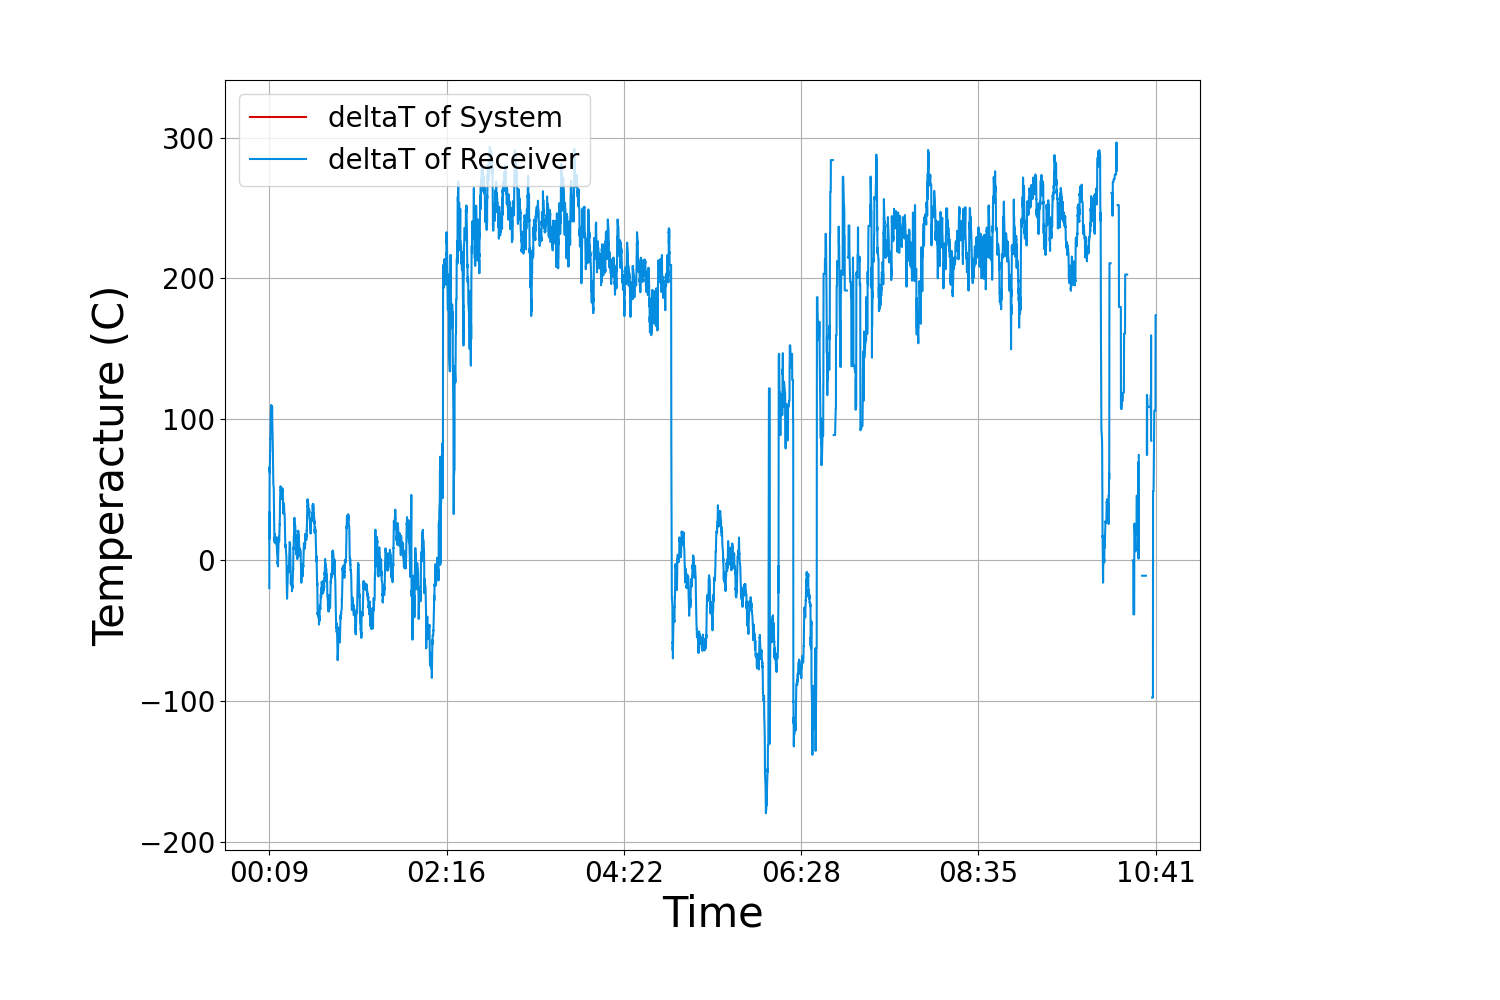 deltaT of System
deltaT of Receiver
300
200
100
0
−100
−200
Temperacture (C)
00:09 02:16 04:22 06:28 08:35 10:41
Time